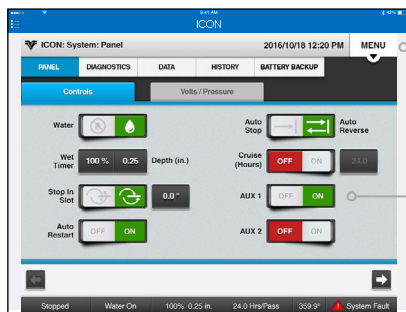 9:41 AM 42%
ICON
ICON: System: Panel 2016/10/18 12:20 PM MENU
PANEL DIAGNOSTICS DATA HISTORY BATTERY BACKUP
Controls Volts / Pressure
Water Auto Stop Auto Reverse
Wet Timer 100 % 0.25 Depth (in.) Cruise (Hours) OFF ON 24.0
Stop In Slot 0.0 ° AUX 1 OFF ON
Auto Restart OFF ON AUX 2 OFF ON
Stopped Water On 100% 0.25 in. 24.0 Hrs/Pass 359.9° System Fault